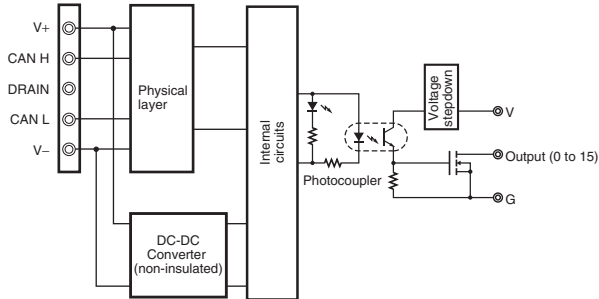 V+
CAN H
DRAIN
CAN L
V−
Physical
layer
DC-DC
Converter
(non-insulated)
Internal
circuits
Photocoupler
Voltage
stepdown
V
Output (0 to 15)
G